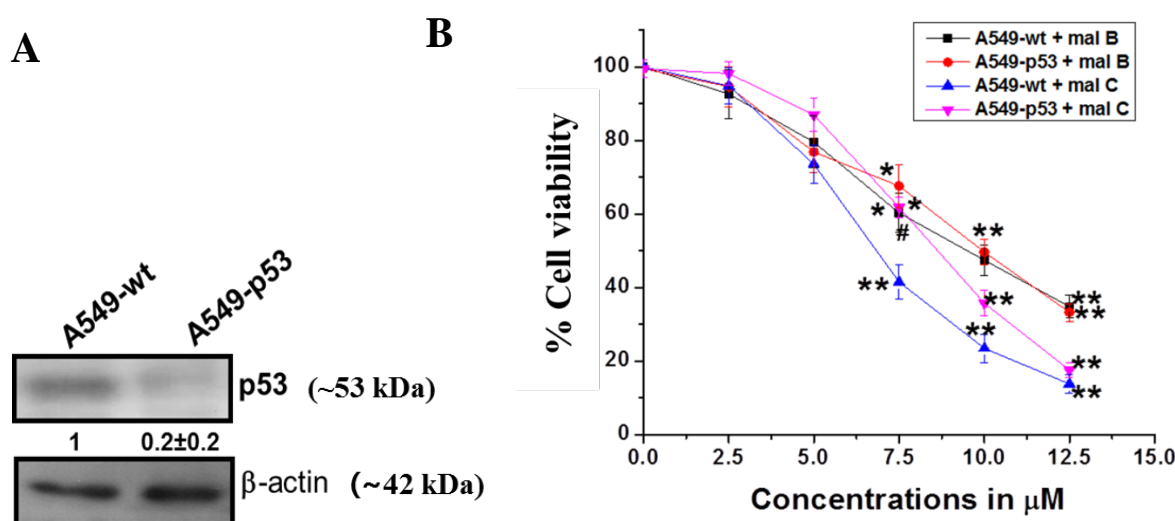 A
A549-wt
A549-p53
p53 (~53 kDa)
1 0.2±0.2
β-actin (~42 kDa)
B
A549-wt + mal B
A549-p53 + mal B
A549-wt + mal C
A549-p53 + mal C
% Cell viability
100
80
60
40
20
0
*
* *
#
**
**
**
**
**
**
**
**
0.0 2.5 5.0 7.5 10.0 12.5 15.0
Concentrations in μM